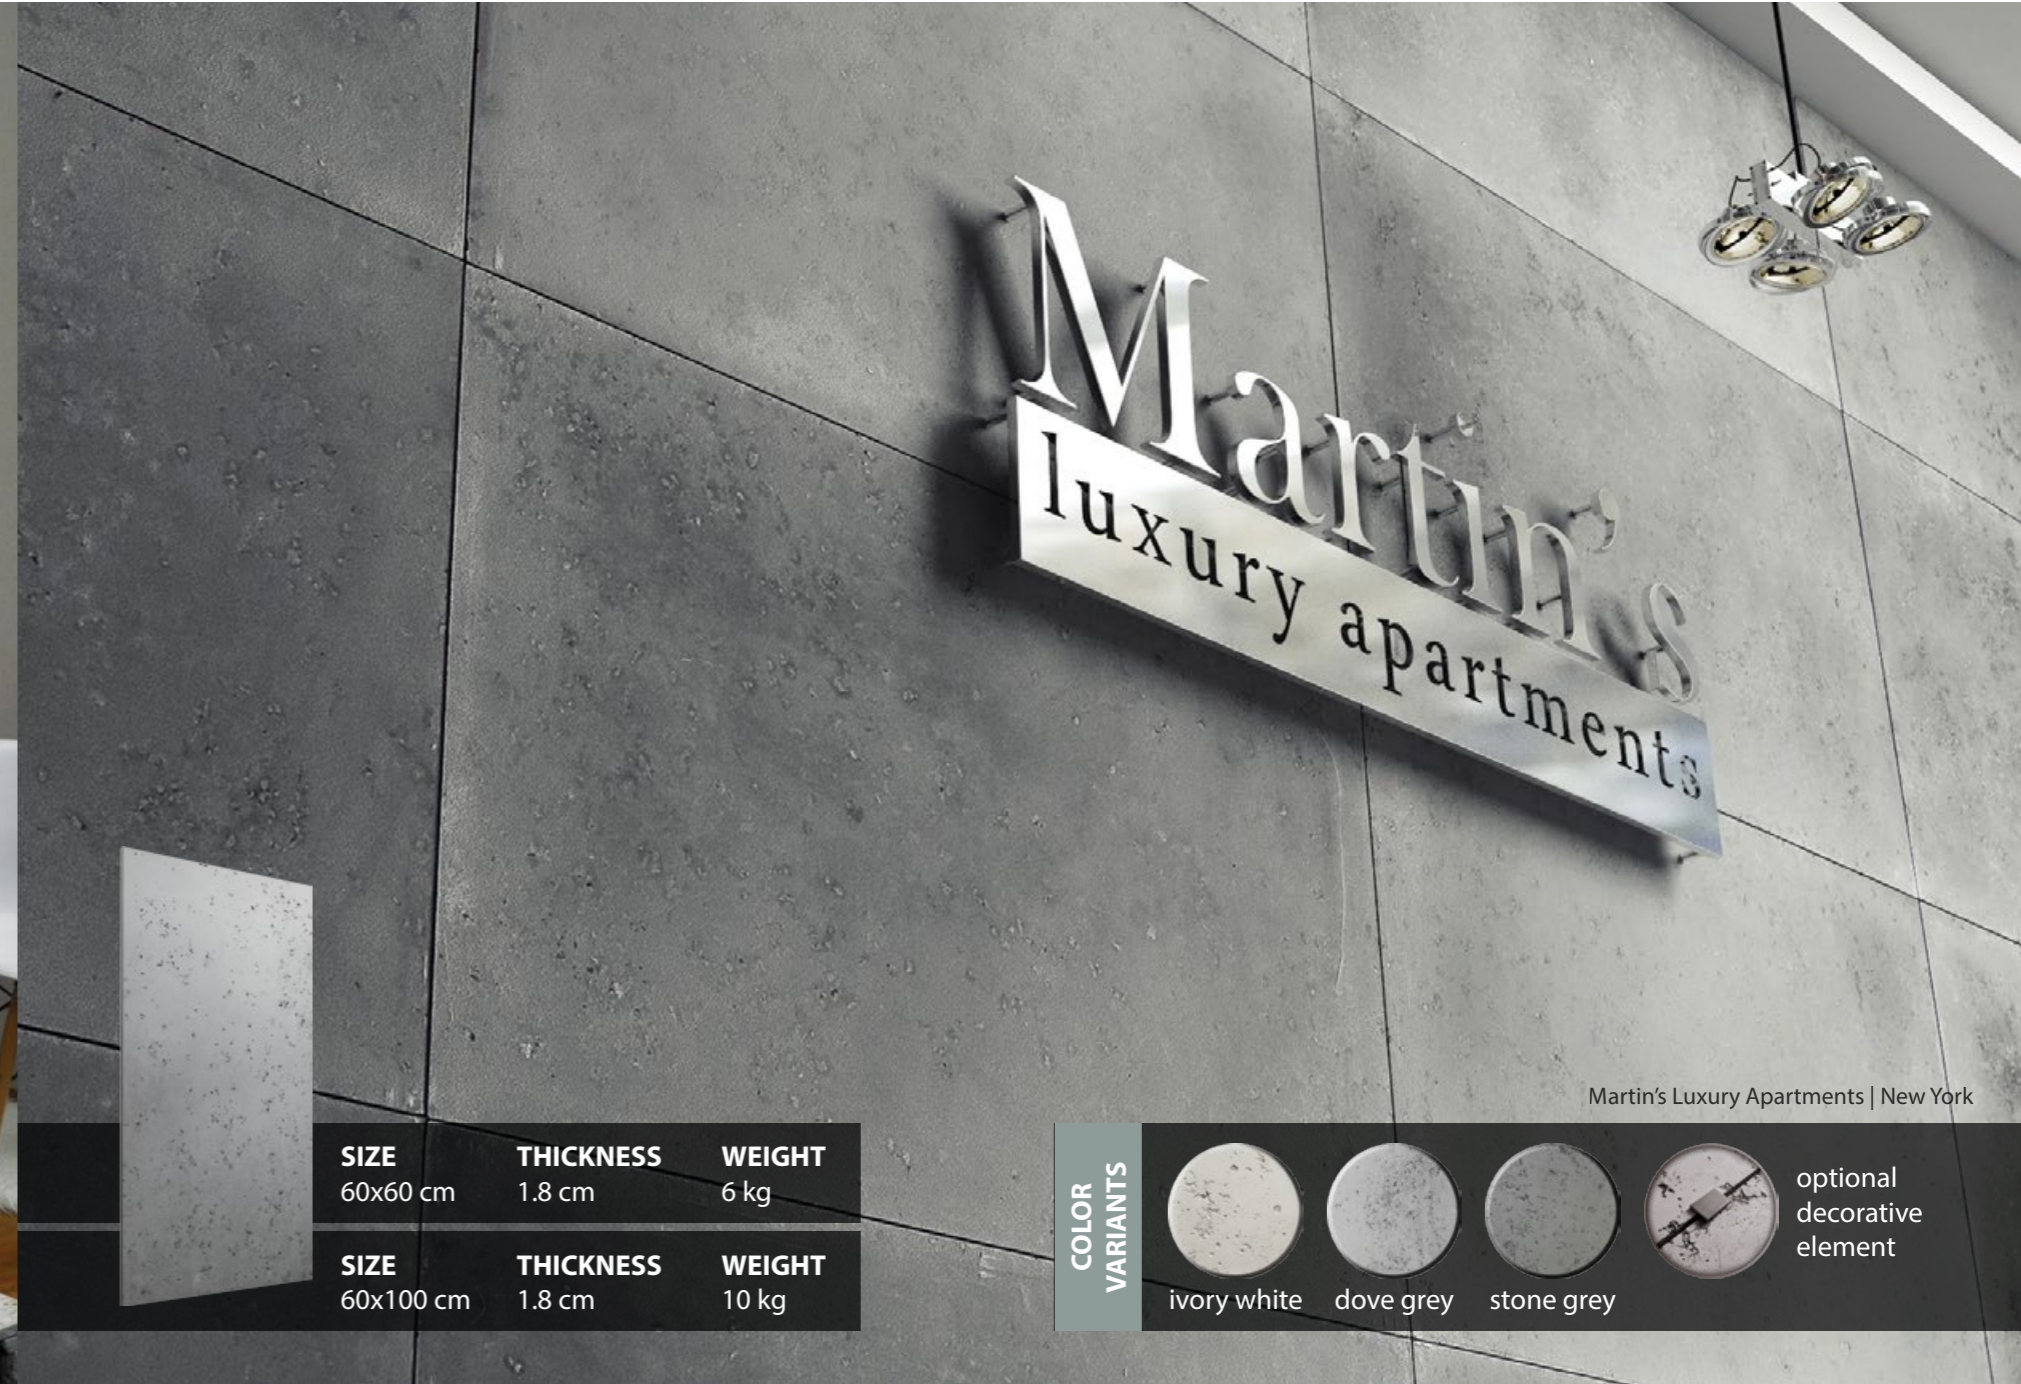 Martin's
luxury apartments
Martin’s Luxury Apartments | New York
SIZE THICKNESS WEIGHT
60x60 cm 1.8 cm 6 kg
SIZE THICKNESS WEIGHT
60x100 cm 1.8 cm 10 kg
COLOR
VARIANTS
ivory white dove grey stone grey
optional
decorative
element